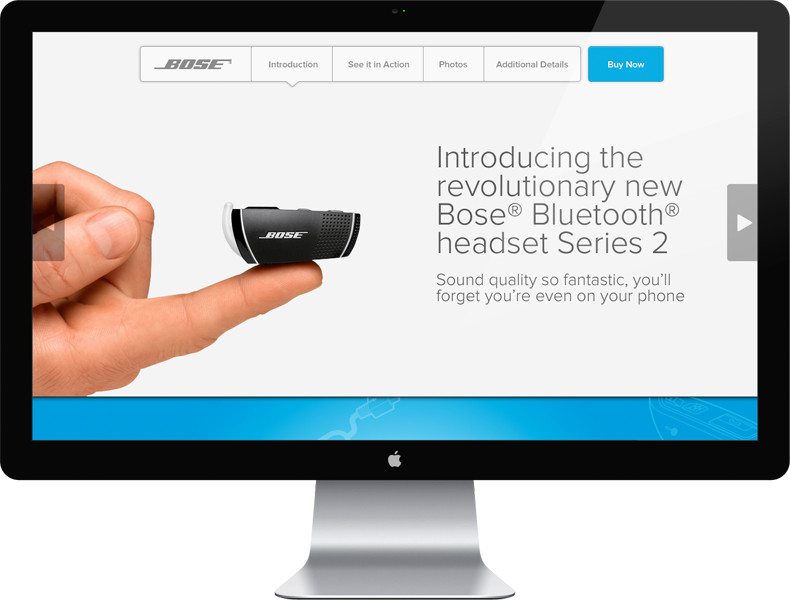 BOSE Introduction See it in Action Photos Additional Details Buy Now
Introducing the
revolutionary new
Bose® Bluetooth®
headset Series 2
BOSE
Sound quality so fantastic, you'll
forget you're even on your phone